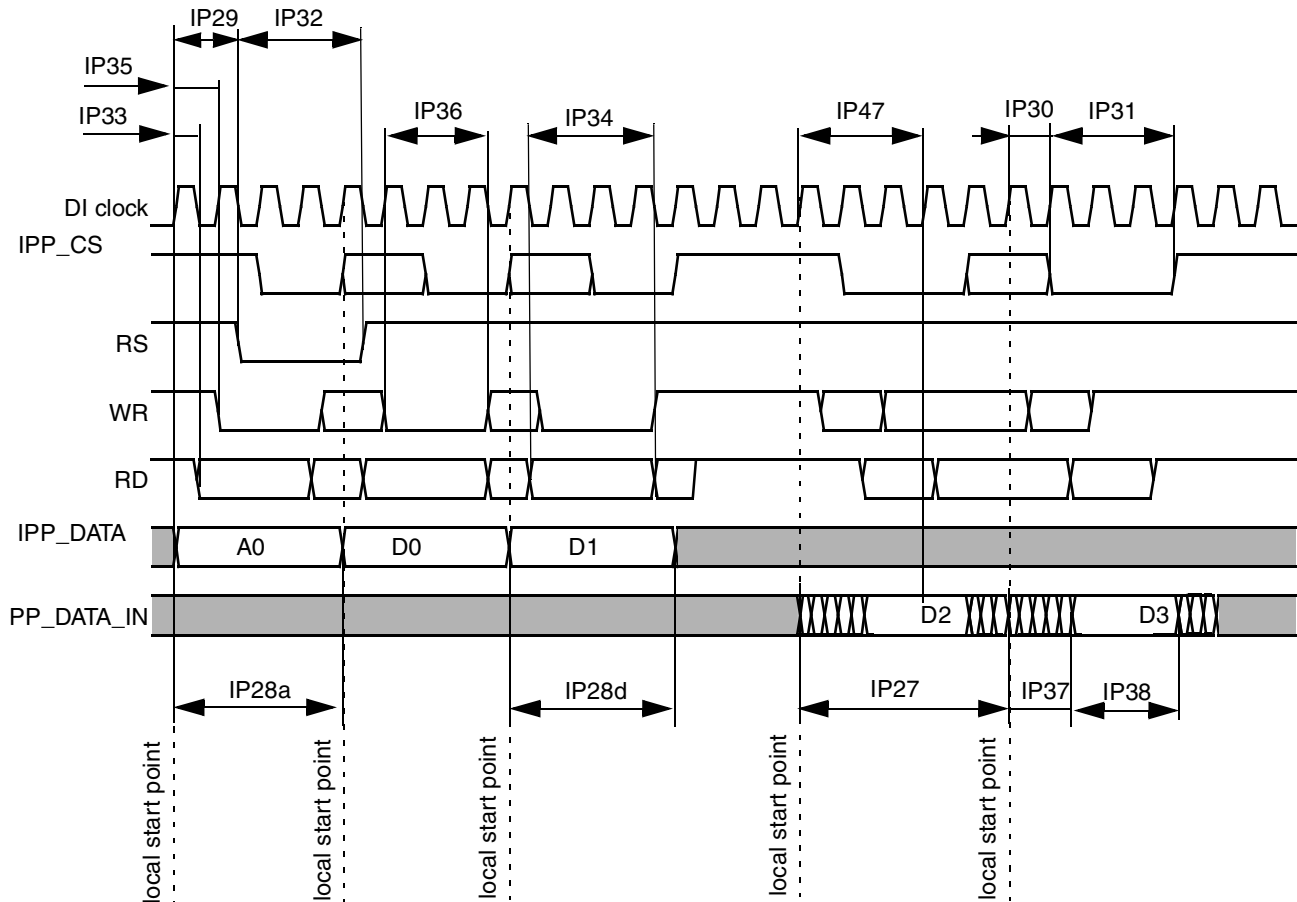 IP29
IP32
IP35
IP33
IP36
IP34
IP47
IP30
IP31
DI clock
IPP_CS
RS
WR
RD
IPP_DATA
A0
D0
D1
PP_DATA_IN
D2
D3
IP28a
IP28d
IP27
IP37
IP38
local start point
local start point
local start point
local start point
local start point